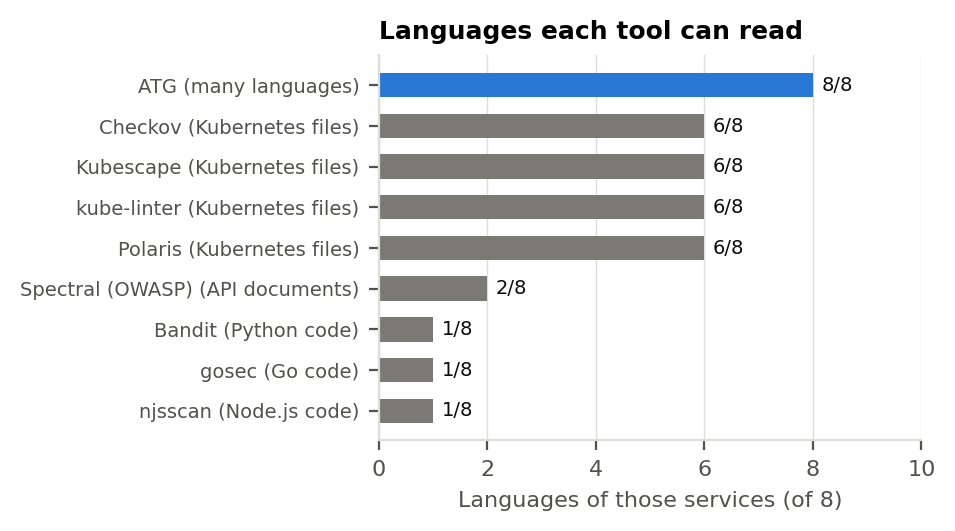 Languages each tool can read
ATG (many languages) 8/8
Checkov (Kubernetes files) 6/8
Kubescape (Kubernetes files) 6/8
kube-linter (Kubernetes files) 6/8
Polaris (Kubernetes files) 6/8
Spectral (OWASP) (API documents) 2/8
Bandit (Python code) 1/8
gosec (Go code) 1/8
njsscan (Node.js code) 1/8
0 2 4 6 8 10
Languages of those services (of 8)